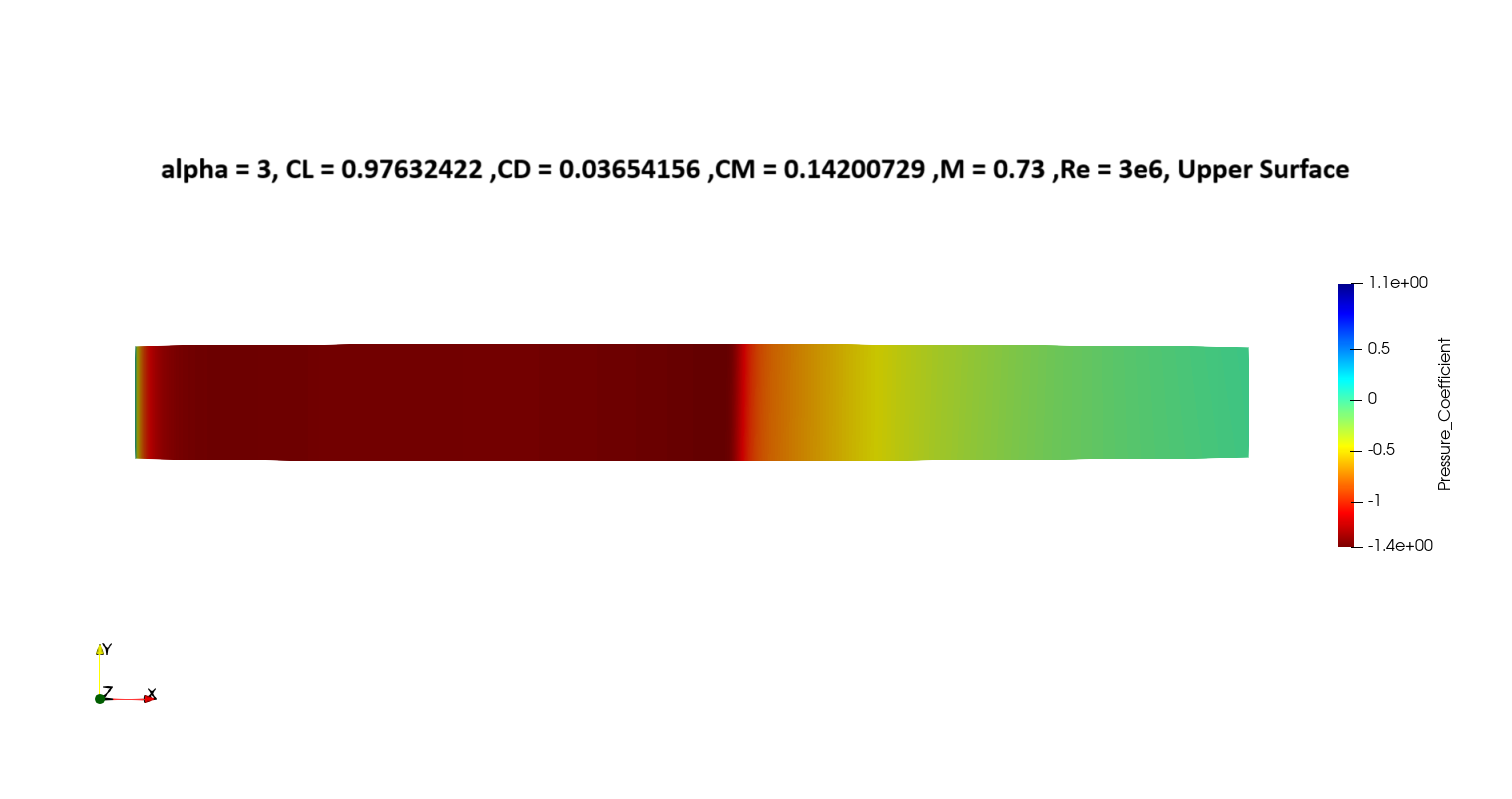 alpha = 3, CL = 0.97632422 ,CD = 0.03654156 ,CM = 0.14200729 ,M = 0.73 ,Re = 3e6, Upper Surface
1.1e+00
0.5
0
-0.5
-1
-1.4e+00
Pressure_Coefficient
Y
Z
X